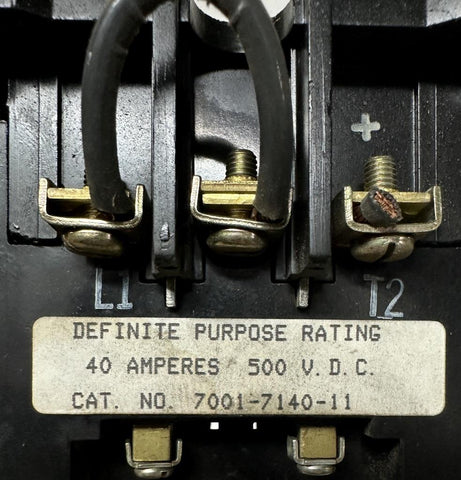 +
L1 T2
DEFINITE PURPOSE RATING
40 AMPERES 500 V.D.C.
CAT. NO. 7001-7140-11